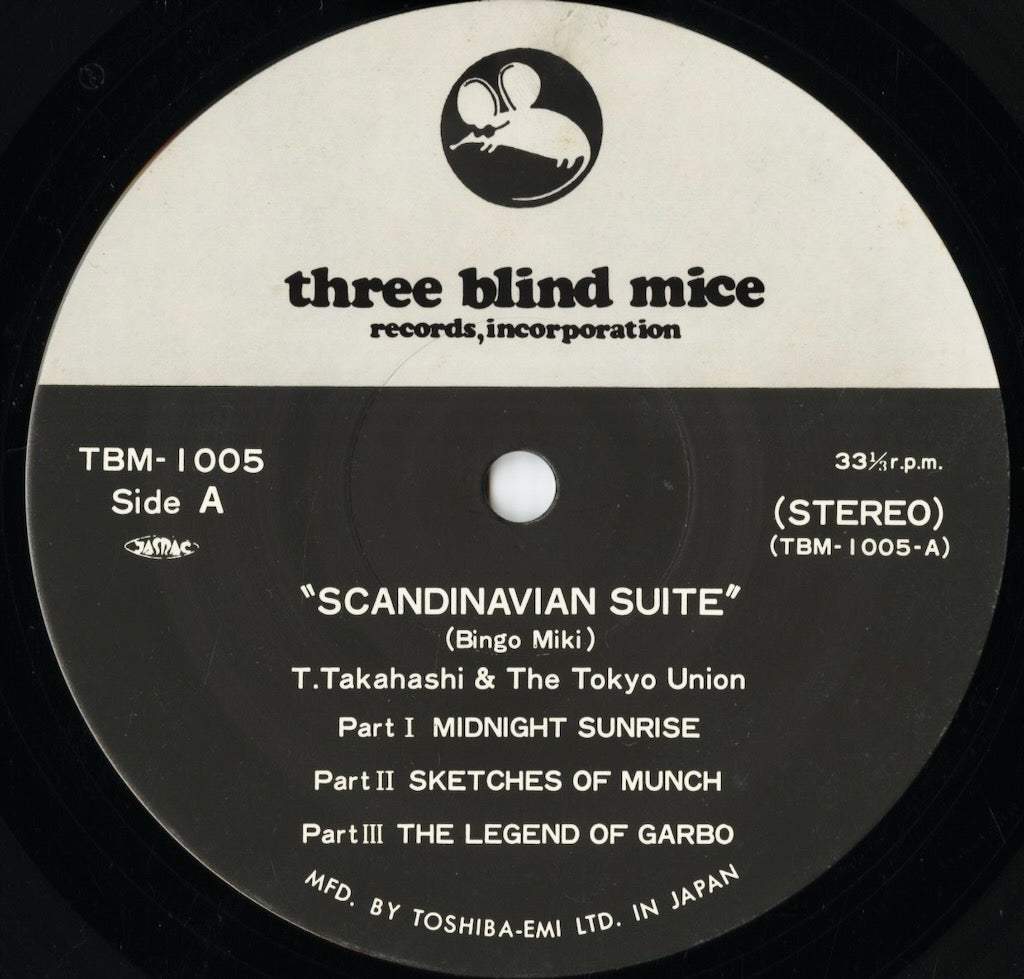 three blind mice
records, incorporation
TBM-1005
Side A
JASRAC
33⅓ r.p.m.
(STEREO)
(TBM-1005-A)
"SCANDINAVIAN SUITE"
(Bingo Miki)
T.Takahashi & The Tokyo Union
Part I MIDNIGHT SUNRISE
Part II SKETCHES OF MUNCH
Part III THE LEGEND OF GARBO
MFD. BY TOSHIBA-EMI LTD. IN JAPAN